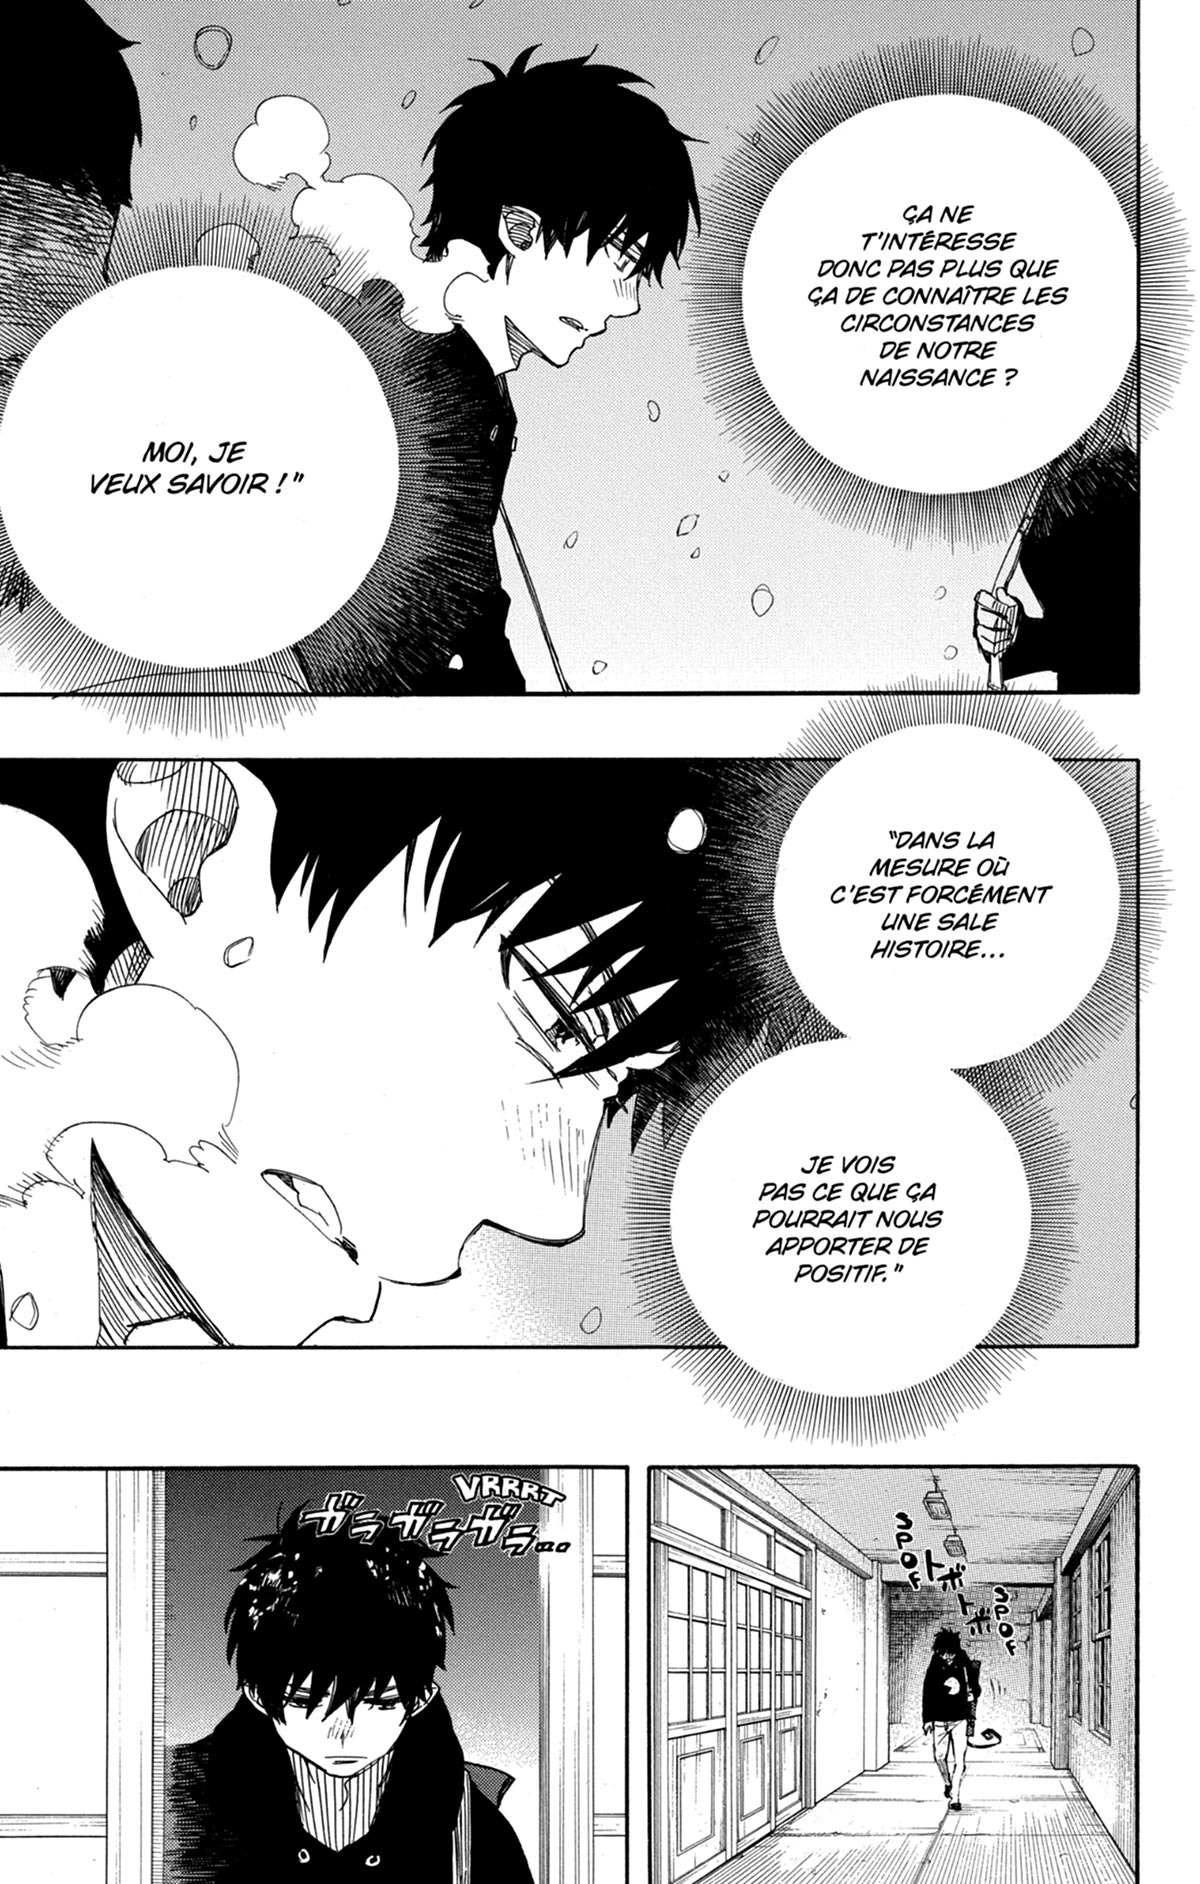 ÇA NE
T'INTÉRESSE
DONC PAS PLUS QUE
ÇA DE CONNAÎTRE LES
CIRCONSTANCES
DE NOTRE
NAISSANCE ?
MOI, JE
VEUX SAVOIR !"
"DANS LA
MESURE OÙ
C'EST FORCÉMENT
UNE SALE
HISTOIRE...
JE VOIS
PAS CE QUE ÇA
POURRAIT NOUS
APPORTER DE
POSITIF."
SPOF
トボ
トボ
SPOF
VRRRT
ガラガラガラ...